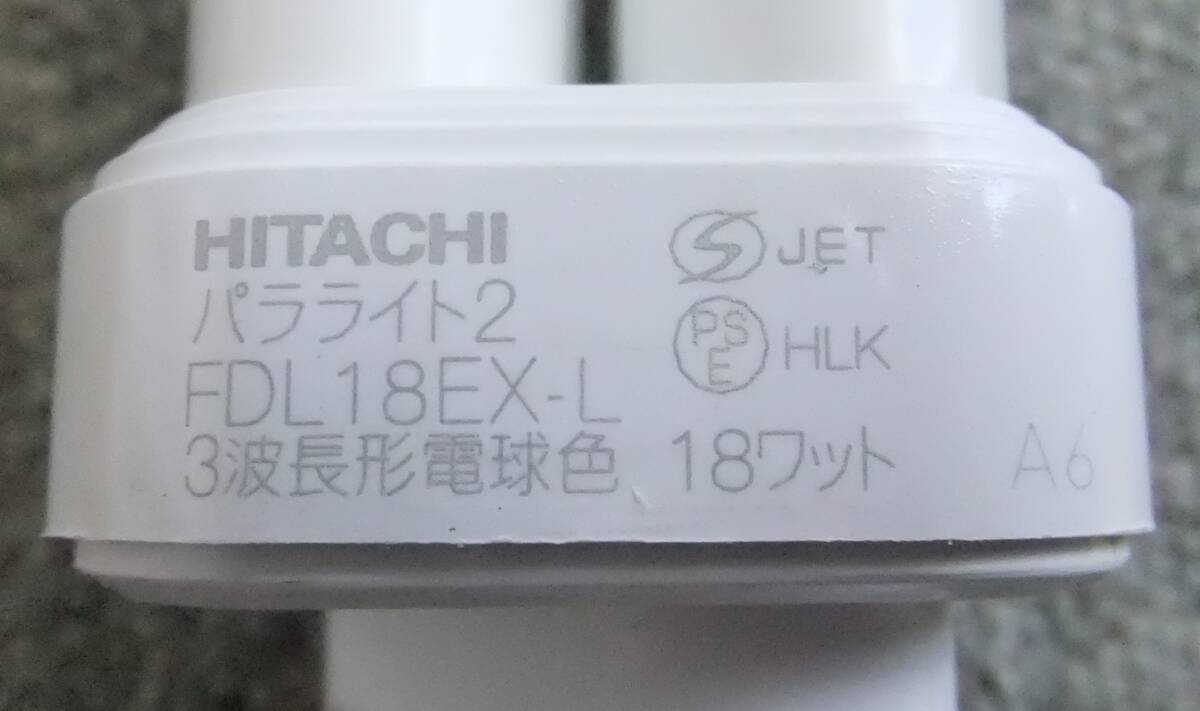 HITACHI
パラライト2
FDL18EX-L
3波長形電球色 18ワット
S JET
PSE HLK
A6